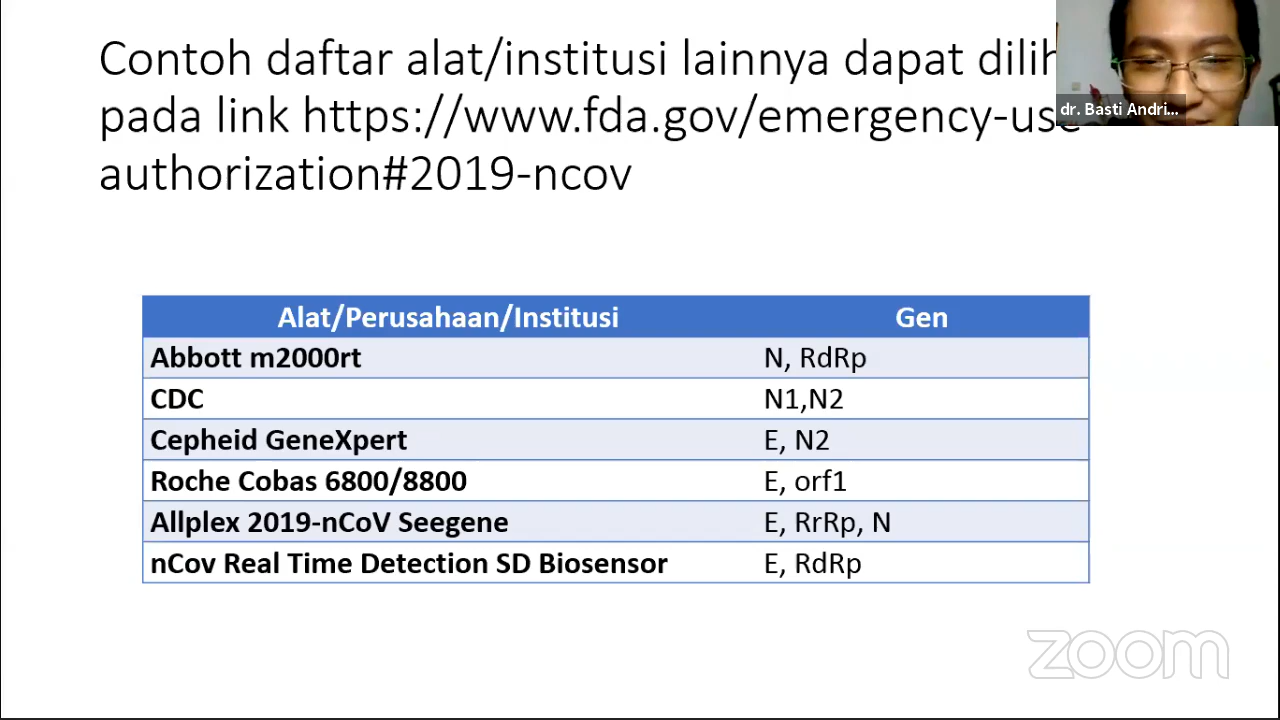 Contoh daftar alat/institusi lainnya dapat dilih
pada link https://www.fda.gov/emergency-use
authorization#2019-ncov
dr. Basti Andri...
Alat/Perusahaan/Institusi Gen
Abbott m2000rt N, RdRp
CDC N1,N2
Cepheid GeneXpert E, N2
Roche Cobas 6800/8800 E, orf1
Allplex 2019-nCoV Seegene E, RrRp, N
nCov Real Time Detection SD Biosensor E, RdRp
zoom